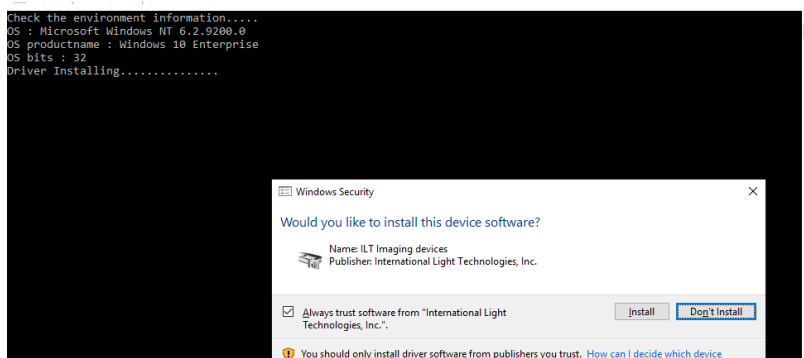 Check the environment information.....
OS : Microsoft Windows NT 6.2.9200.0
OS productname : Windows 10 Enterprise
OS bits : 32
Driver Installing...............
Windows Security
Would you like to install this device software?
Name: ILT Imaging devices
Publisher: International Light Technologies, Inc.
Always trust software from "International Light
Technologies, Inc.".
Install
Don't Install
You should only install driver software from publishers you trust. How can I decide which device